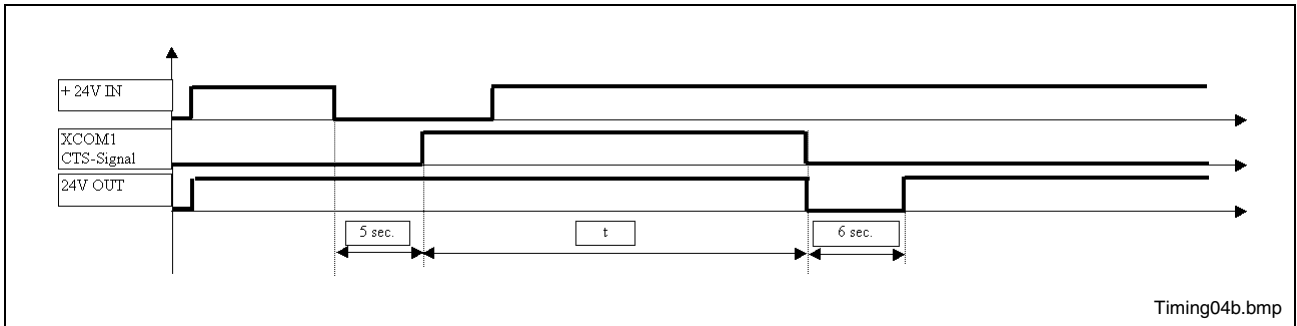 + 24V IN
XCOM1
CTS-Signal
24V OUT
5 sec.
t
6 sec.
Timing04b.bmp